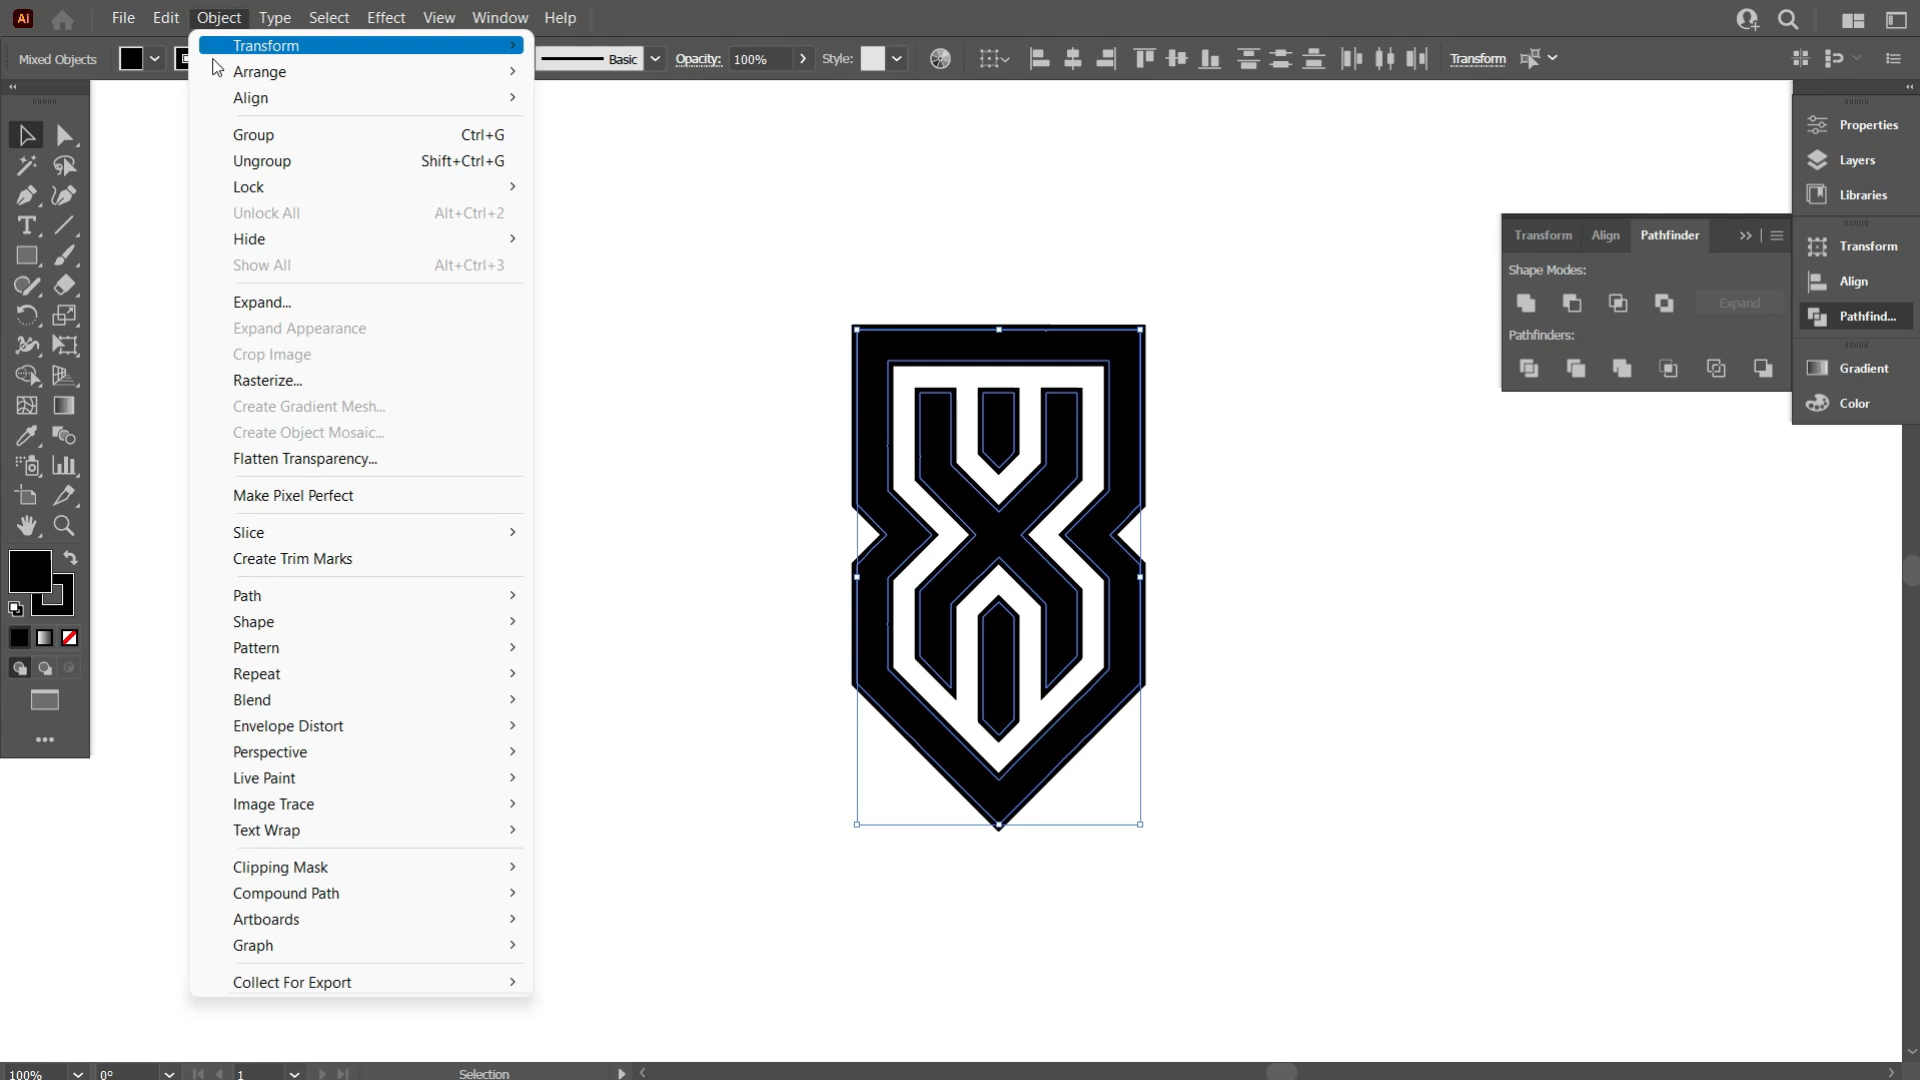 Ai File Edit Object Type Select Effect View Window Help
Mixed Objects Basic Opacity: 100% Style: Transform
Transform
Arrange
Align
Group Ctrl+G
Ungroup Shift+Ctrl+G
Lock
Unlock All Alt+Ctrl+2
Hide
Show All Alt+Ctrl+3
Expand...
Expand Appearance
Crop Image
Rasterize...
Create Gradient Mesh...
Create Object Mosaic...
Flatten Transparency...
Make Pixel Perfect
Slice
Create Trim Marks
Path
Shape
Pattern
Repeat
Blend
Envelope Distort
Perspective
Live Paint
Image Trace
Text Wrap
Clipping Mask
Compound Path
Artboards
Graph
Collect For Export
Transform Align Pathfinder
Shape Modes:
Expand
Pathfinders:
Properties
Layers
Libraries
Transform
Align
Pathfind...
Gradient
Color
100% 0° 1 Selection